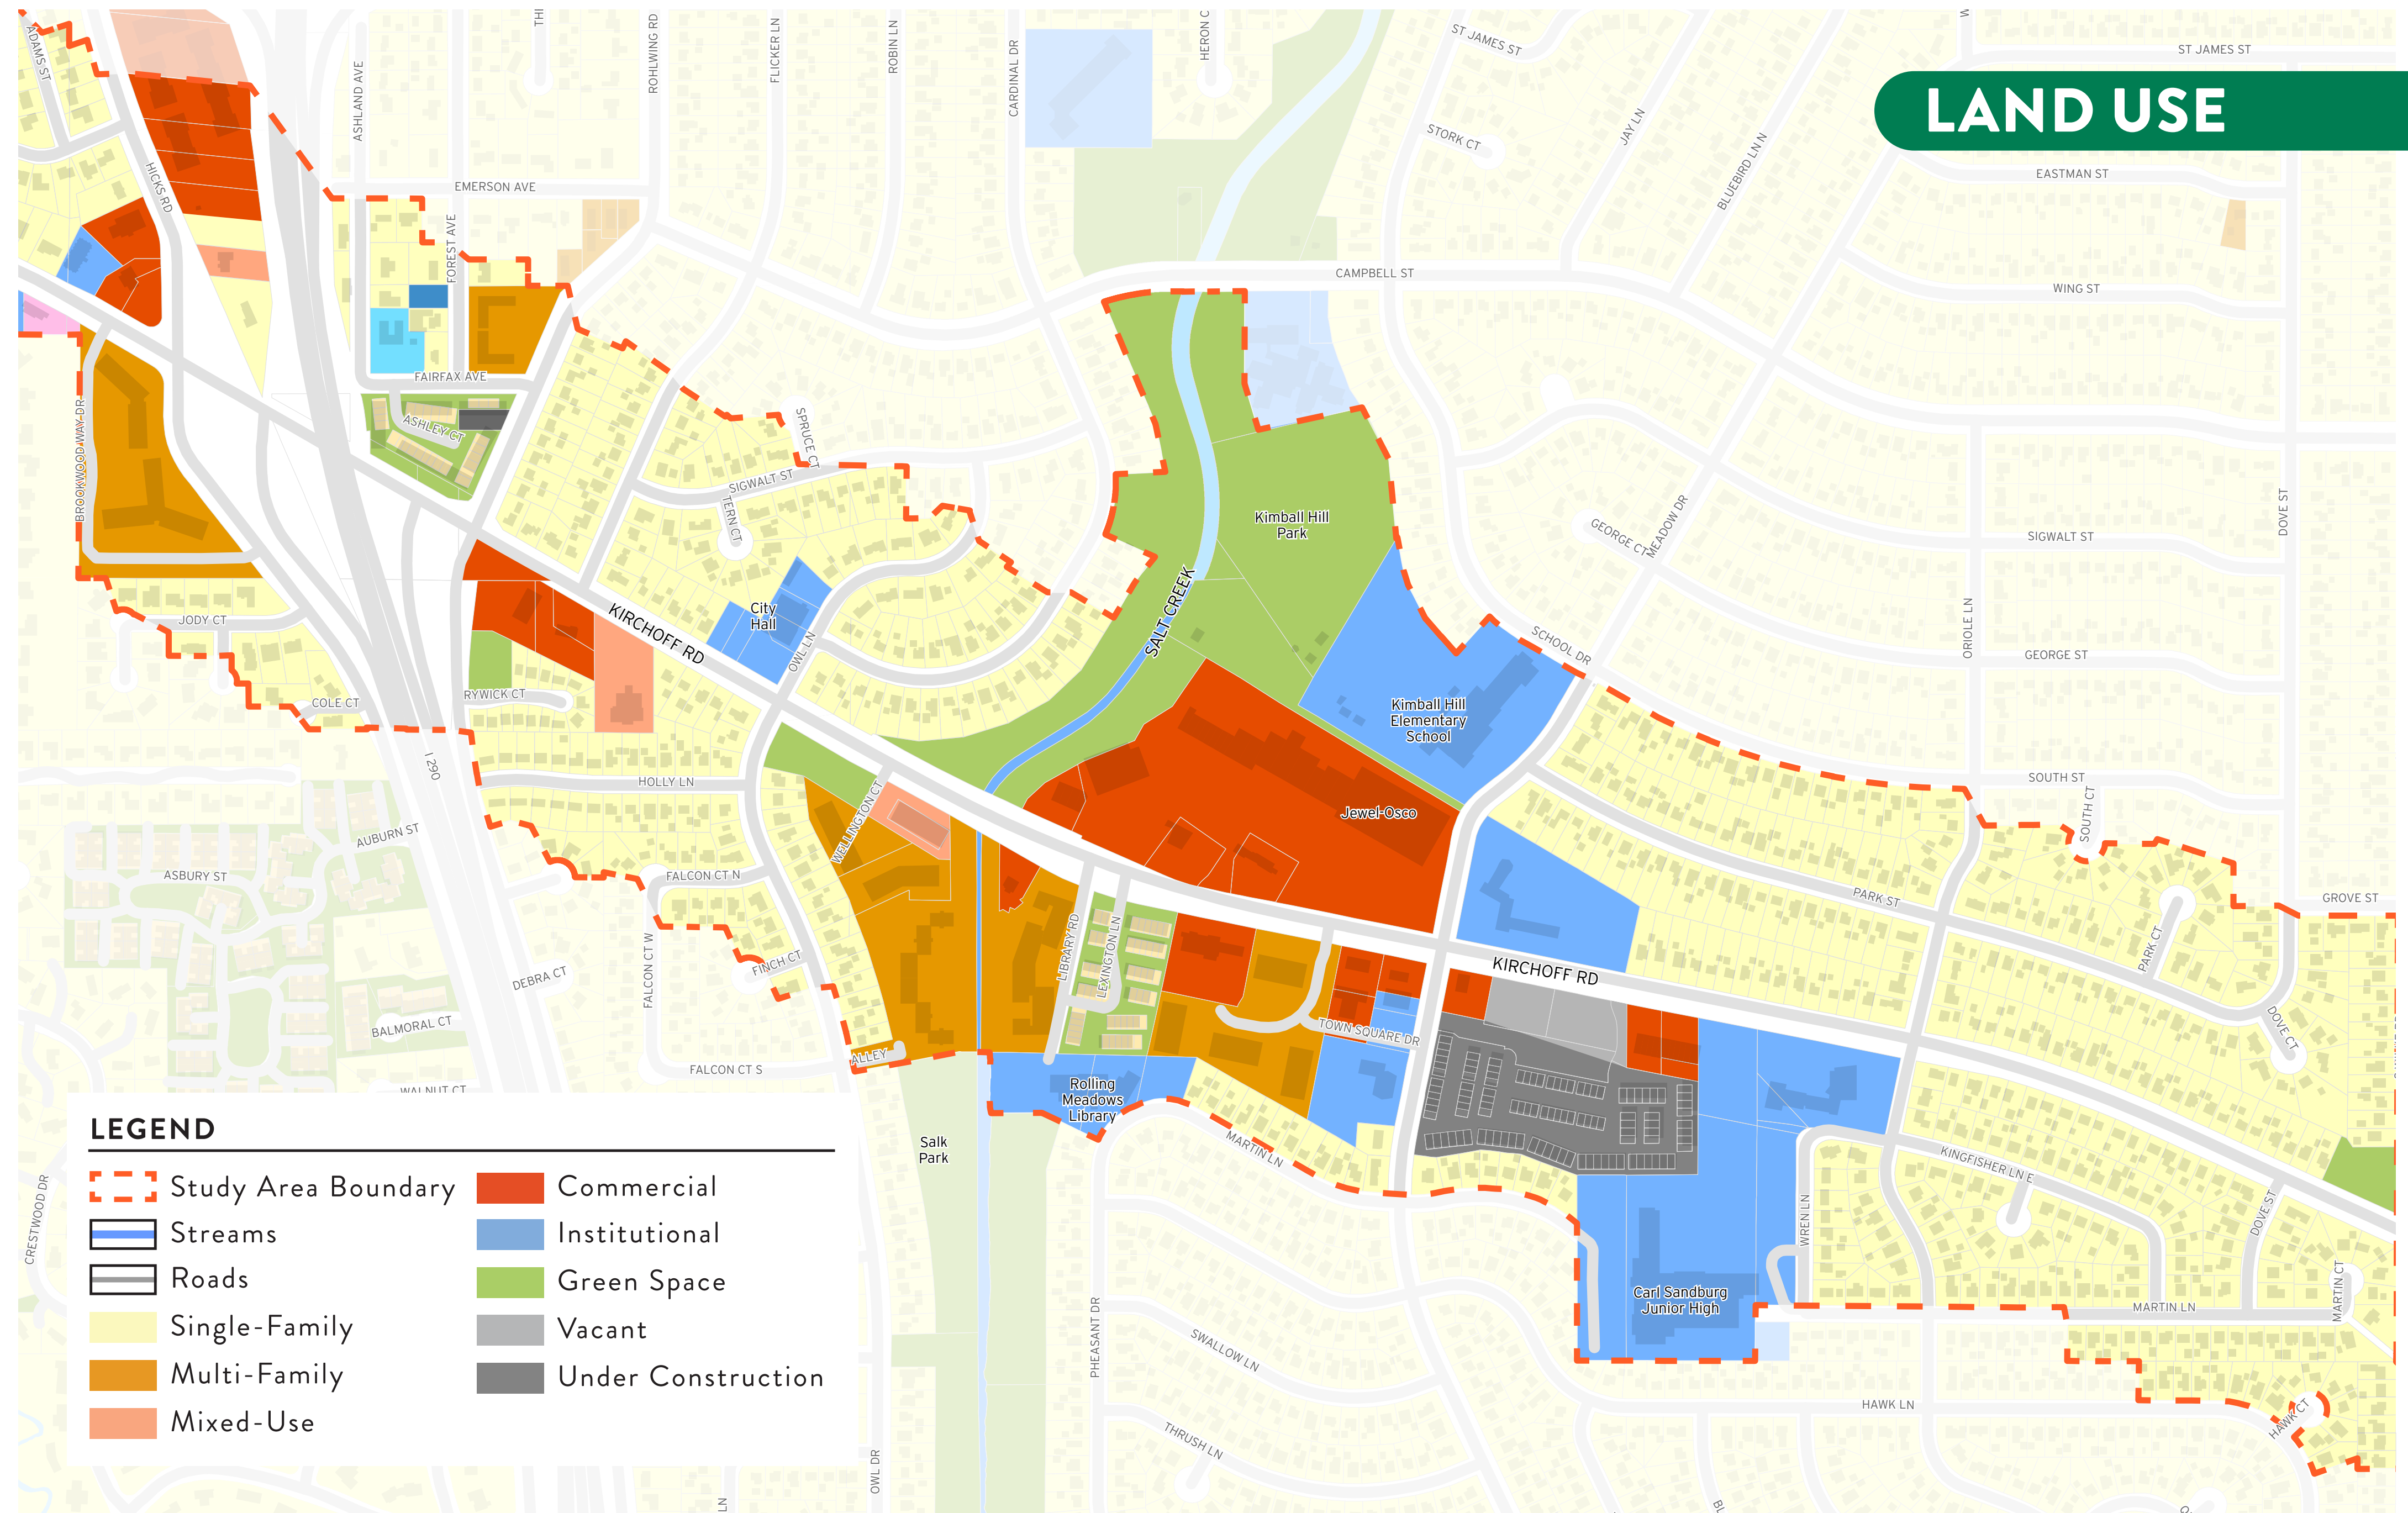 ADAMS ST
THI
ROHLWING RD
FLICKER LN
ROBIN LN
CARDINAL DR
HERON C
ST JAMES ST
W
ST JAMES ST
LAND USE
ASHLAND AVE
STORK CT
JAY LN
BLUEBIRD LN N
EASTMAN ST
HICKS RD
EMERSON AVE
FOREST AVE
CAMPBELL ST
WING ST
FAIRFAX AVE
BROOKWOOD WAY DR
ASHLEY CT
SPRUCE CT
SIGWALT ST
TERN CT
Kimball Hill
Park
GEORGE CT
MEADOW DR
SIGWALT ST
DOVE ST
JODY CT
KIRCHOFF RD
City
Hall
OWL LN
SALT CREEK
SCHOOL DR
ORIOLE LN
GEORGE ST
COLE CT
RYWICK CT
Kimball Hill
Elementary
School
I 290
HOLLY LN
WELLINGTON CT
Jewel-Osco
SOUTH ST
SOUTH CT
AUBURN ST
ASBURY ST
FALCON CT N
PARK ST
GROVE ST
FALCON CT W
FINCH CT
LIBRARY RD
LEXINGTON LN
KIRCHOFF RD
PARK CT
DEBRA CT
BALMORAL CT
TOWN SQUARE DR
DOVE CT
ALLEY
FALCON CT S
WALNUT CT
Rolling
Meadows
Library
Salk
Park
MARTIN LN
KINGFISHER LN E
WREN LN
DOVE ST
CRESTWOOD DR
Carl Sandburg
Junior High
MARTIN LN
MARTIN CT
PHEASANT DR
SWALLOW LN
HAWK LN
HAWK CT
THRUSH LN
OWL DR
LN
BL
LEGEND
Study Area Boundary
Streams
Roads
Single-Family
Multi-Family
Mixed-Use
Commercial
Institutional
Green Space
Vacant
Under Construction